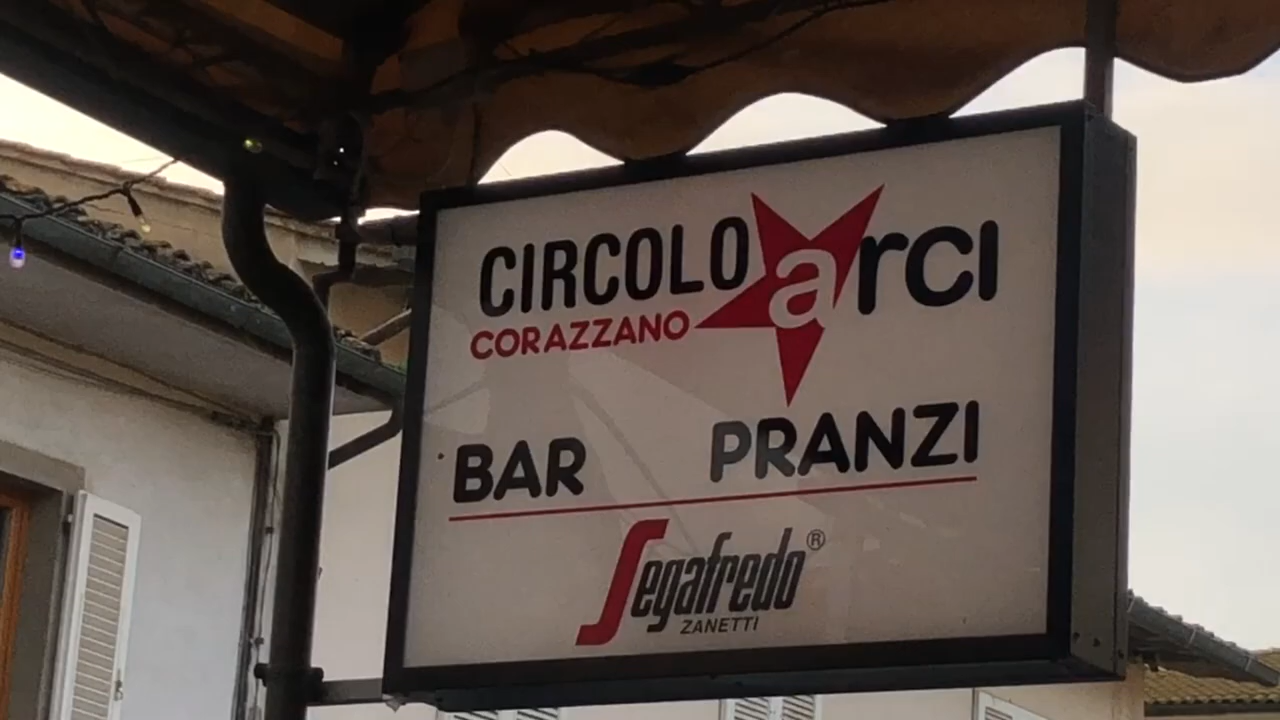 CIRCOLO arci
CORAZZANO
BAR PRANZI
Segafredo®
ZANETTI